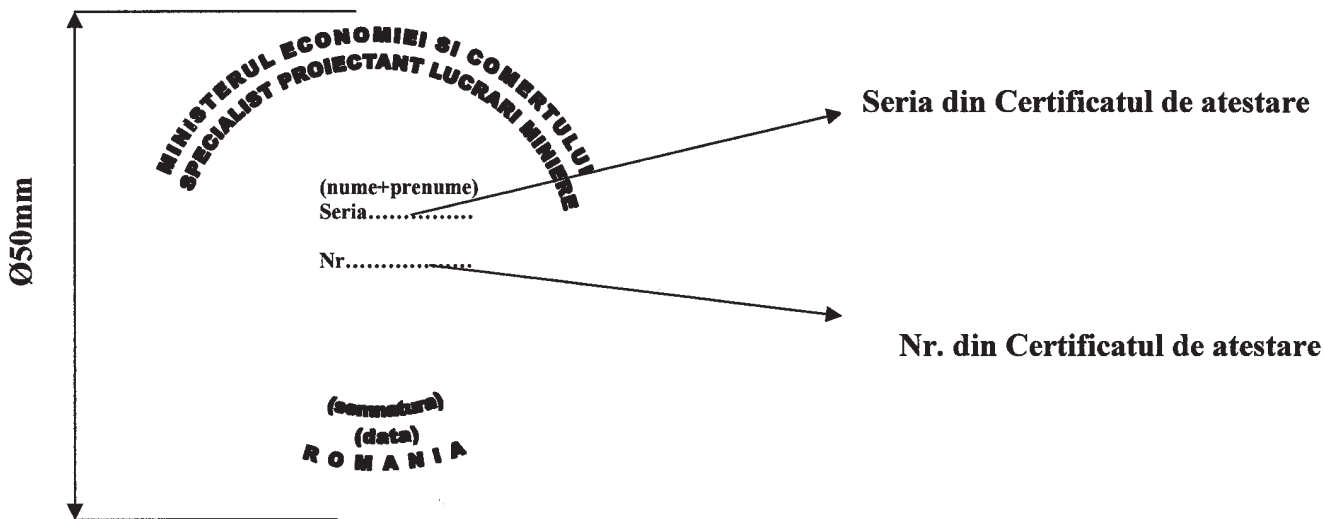 MINISTERUL ECONOMIEI SI COMERTULUI
SPECIALIST PROIECTANT LUCRARI MINIERE
Seria din Certificatul de atestare
(nume+prenume)
Seria...............
Ø50mm
Nr..................
Nr. din Certificatul de atestare
(semnatura)
(data)
ROMANIA